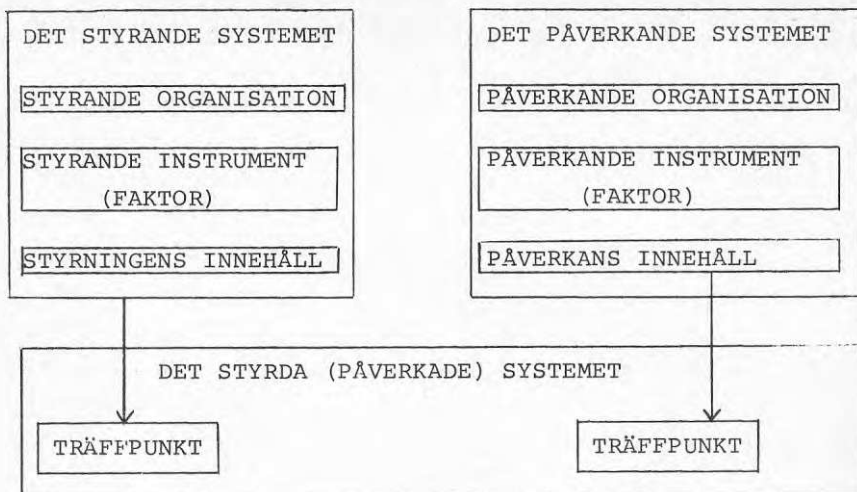 DET STYRANDE SYSTEMET
STYRANDE ORGANISATION
STYRANDE INSTRUMENT
(FAKTOR)
STYRNINGENS INNEHÅLL
DET PÅVERKANDE SYSTEMET
PÅVERKANDE ORGANISATION
PÅVERKANDE INSTRUMENT
(FAKTOR)
PÅVERKANS INNEHÅLL
DET STYRDA (PÅVERKADE) SYSTEMET
TRÄFFPUNKT
TRÄFFPUNKT